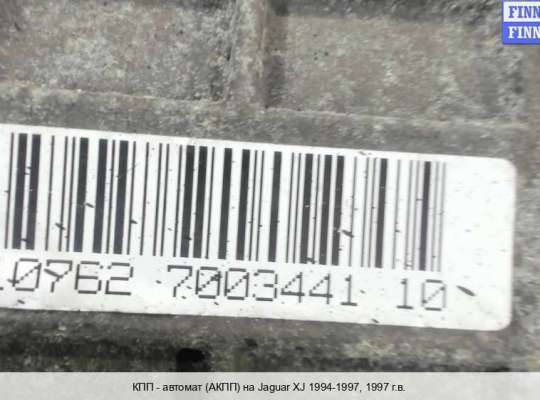 FINN
FINN
0762 7003441 10
КПП - автомат (АКПП) на Jaguar XJ 1994-1997, 1997 г.в.